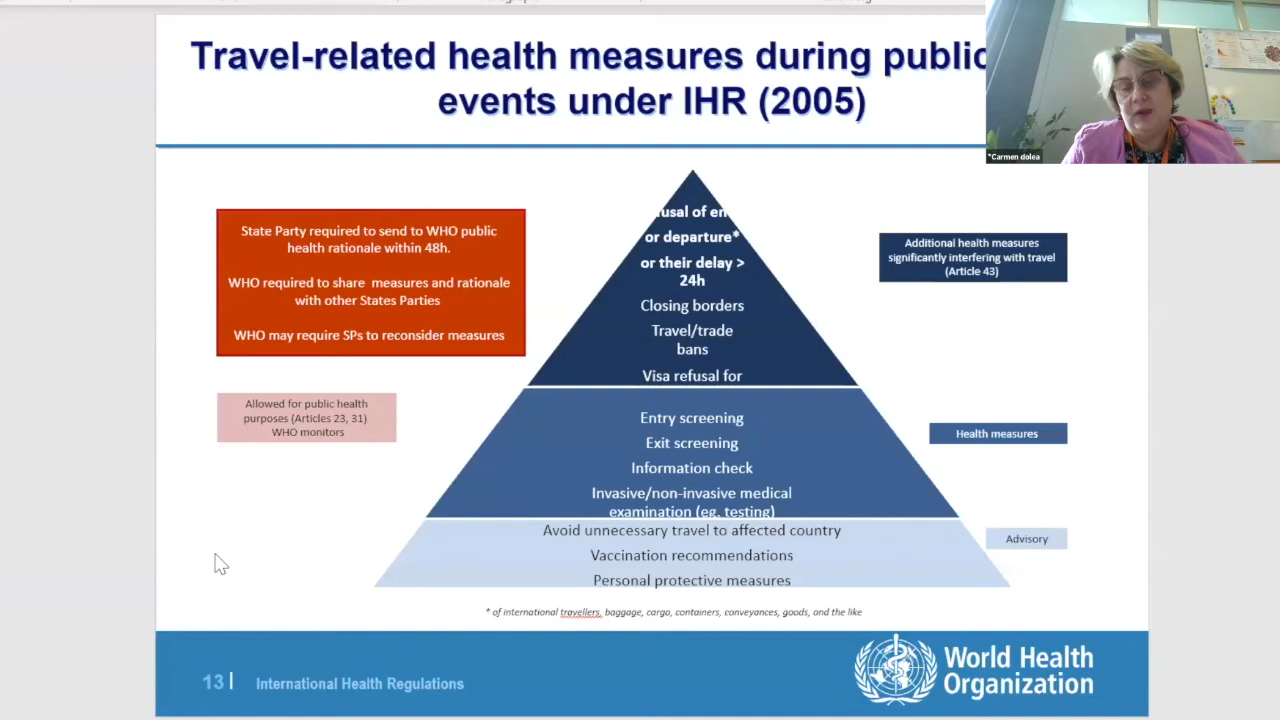 Travel-related health measures during public
events under IHR (2005)
*Carmen dolea
State Party required to send to WHO public
health rationale within 48h.
WHO required to share measures and rationale
with other States Parties
WHO may require SPs to reconsider measures
Allowed for public health
purposes (Articles 23, 31)
WHO monitors
usal of en
or departure*
or their delay >
24h
Closing borders
Travel/trade
bans
Visa refusal for
Entry screening
Exit screening
Information check
Invasive/non-invasive medical
examination (eg. testing)
Avoid unnecessary travel to affected country
Vaccination recommendations
Personal protective measures
Additional health measures
significantly interfering with travel
(Article 43)
Health measures
Advisory
* of international travellers, baggage, cargo, containers, conveyances, goods, and the like
13 |
International Health Regulations
World Health
Organization